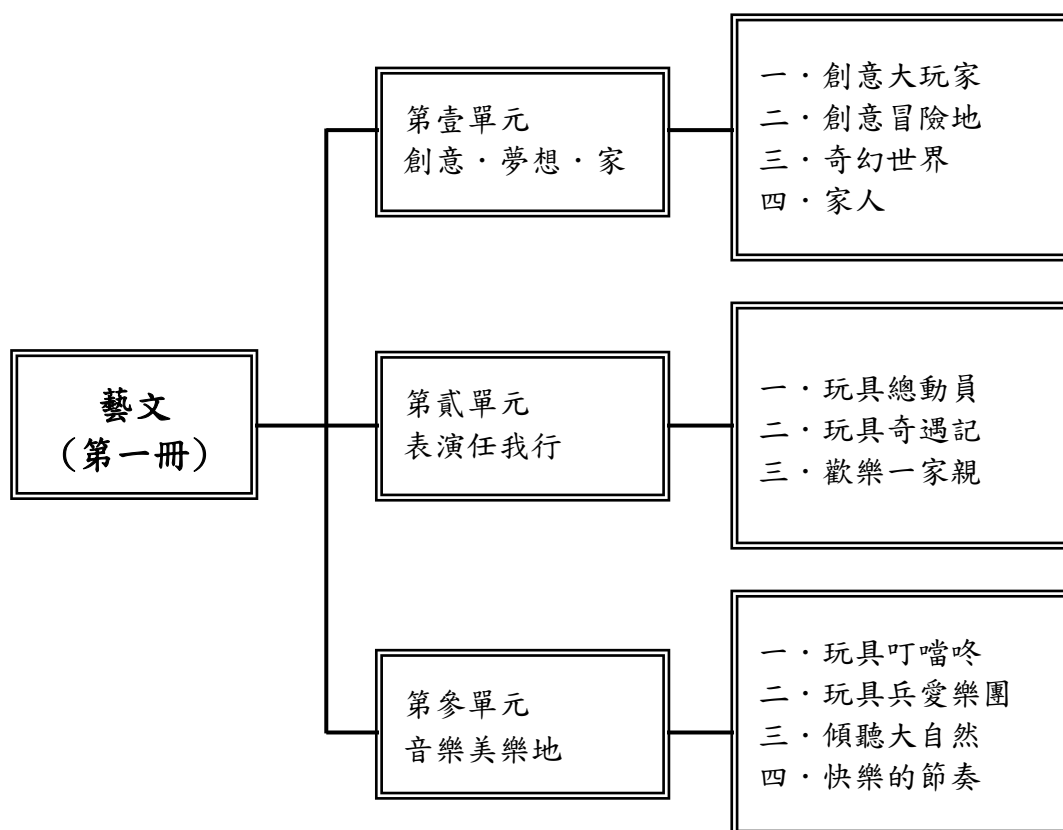 藝文
(第一冊)
第壹單元
創意．夢想．家
一．創意大玩家
二．創意冒險地
三．奇幻世界
四．家人
第貳單元
表演任我行
一．玩具總動員
二．玩具奇遇記
三．歡樂一家親
第參單元
音樂美樂地
一．玩具叮噹咚
二．玩具兵愛樂團
三．傾聽大自然
四．快樂的節奏